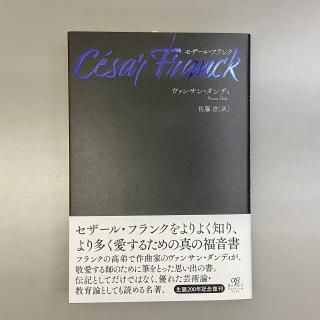 セザール・フランク
César Franck
ヴァンサン・ダンディ
佐藤 浩[訳]
セザール・フランクをよりよく知り、
より多く愛するための真の福音書
フランクの高弟で作曲家のヴァンサン・ダンディが、
敬愛する師のために筆をとった思い出の書。
伝記としてだけではなく、優れた芸術論・
教育論としても読める名著。
生誕200年記念復刊